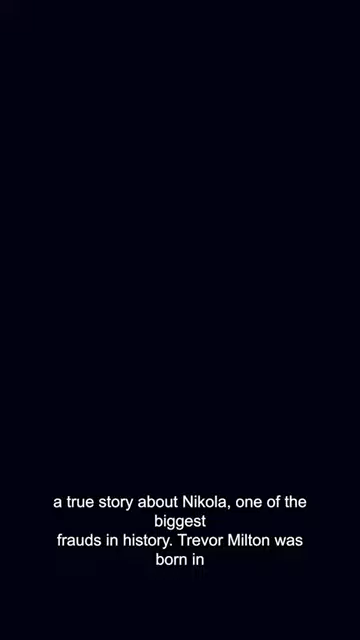 a true story about Nikola, one of the
biggest
frauds in history. Trevor Milton was
born in